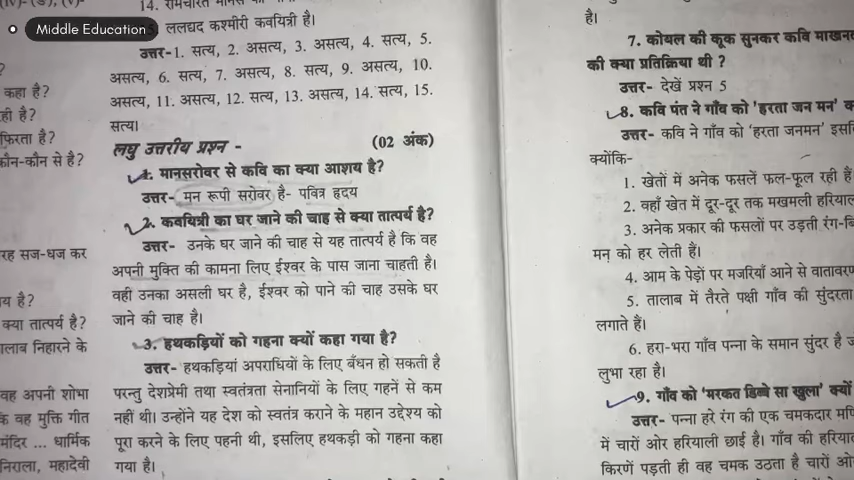 Middle Education
14. रामचरित मानस
ललद्यद कश्मीरी कवयित्री है।
उत्तर-1. सत्य, 2. असत्य, 3. असत्य, 4. सत्य, 5.
असत्य, 6. सत्य, 7. असत्य, 8. सत्य, 9. असत्य, 10.
असत्य, 11. असत्य, 12. सत्य, 13. असत्य, 14. सत्य, 15.
सत्य।
लघु उत्तरीय प्रश्न - (02 अंक)
1. मानसरोवर से कवि का क्या आशय है?
उत्तर- मन रूपी सरोवर है- पवित्र हृदय
2. कवयित्री का घर जाने की चाह से क्या तात्पर्य है?
उत्तर- उनके घर जाने की चाह से यह तात्पर्य है कि वह
अपनी मुक्ति की कामना लिए ईश्वर के पास जाना चाहती है।
वही उनका असली घर है, ईश्वर को पाने की चाह उसके घर
जाने की चाह है।
3. हथकड़ियों को गहना क्यों कहा गया है?
उत्तर- हथकड़ियां अपराधियों के लिए बँधन हो सकती है
परन्तु देशप्रेमी तथा स्वतंत्रता सेनानियों के लिए गहनें से कम
नहीं थी। उन्होंने यह देश को स्वतंत्र कराने के महान उद्देश्य को
पूरा करने के लिए पहनी थी, इसलिए हथकड़ी को गहना कहा
गया है।
कहा है?
ही है?
फिरता है?
कौन-कौन से है?
रह सज-धज कर
य है?
क्या तात्पर्य है?
ालाब निहारने के
वह अपनी शोभा
क वह मुक्ति गीत
मंदिर ... धार्मिक
निराला, महादेवी
है।
7. कोयल की कूक सुनकर कवि
की क्या प्रतिक्रिया थी ?
उत्तर- देखें प्रश्न 5
8. कवि पंत ने गाँव को 'हरता जन मन'
उत्तर- कवि ने गाँव को 'हरता जनमन'
क्योंकि-
1. खेतों में अनेक फसलें फल-फूल रही हैं
2. वहाँ खेत में दूर-दूर तक मखमली
3. अनेक प्रकार की फसलों पर उड़ती
मन को हर लेती हैं।
4. आम के पेड़ों पर मजरियाँ आने से
5. तालाब में तैरते पक्षी गाँव की सुंदरता
लगाते हैं।
6. हरा-भरा गाँव पन्ना के समान सुंदर है
लुभा रहा है।
9. गाँव को 'मरकत डिब्बे सा खुला' क्यों
उत्तर- पन्ना हरे रंग की एक चमकदार
में चारों ओर हरियाली छाई है। गाँव की
किरणें पड़ती ही वह चमक उठता है चारों